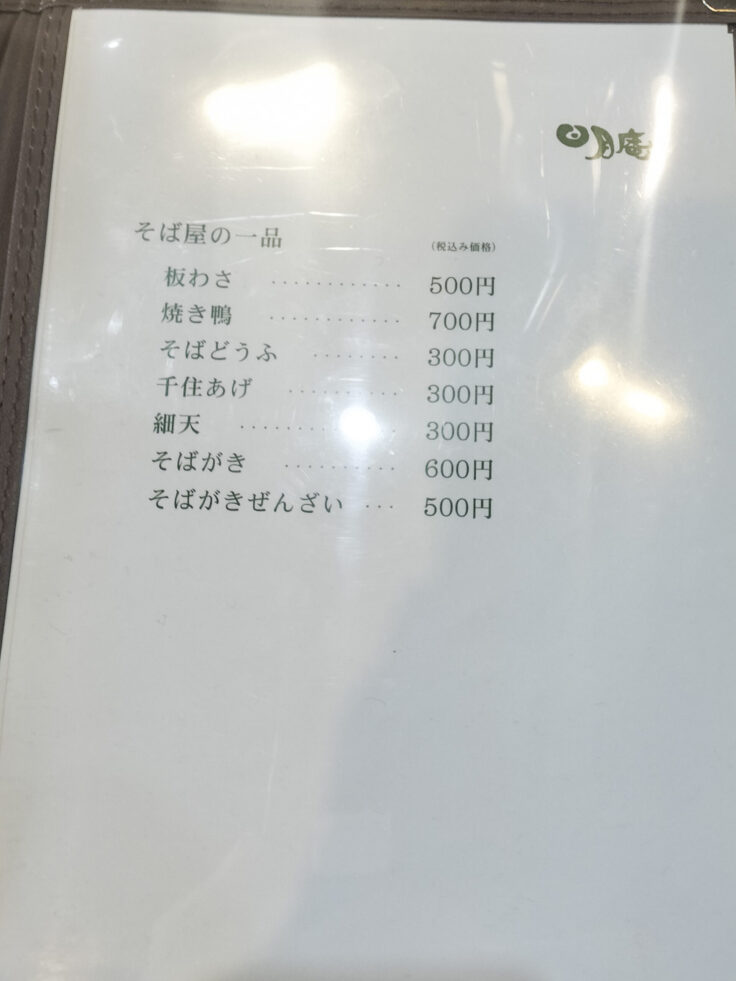 明月庵
そば屋の一品 (税込み価格)
板わさ ............ 500円
焼き鴨 ............ 700円
そばどうふ ........ 300円
千住あげ .......... 300円
細天 .............. 300円
そばがき .......... 600円
そばがきぜんざい ... 500円